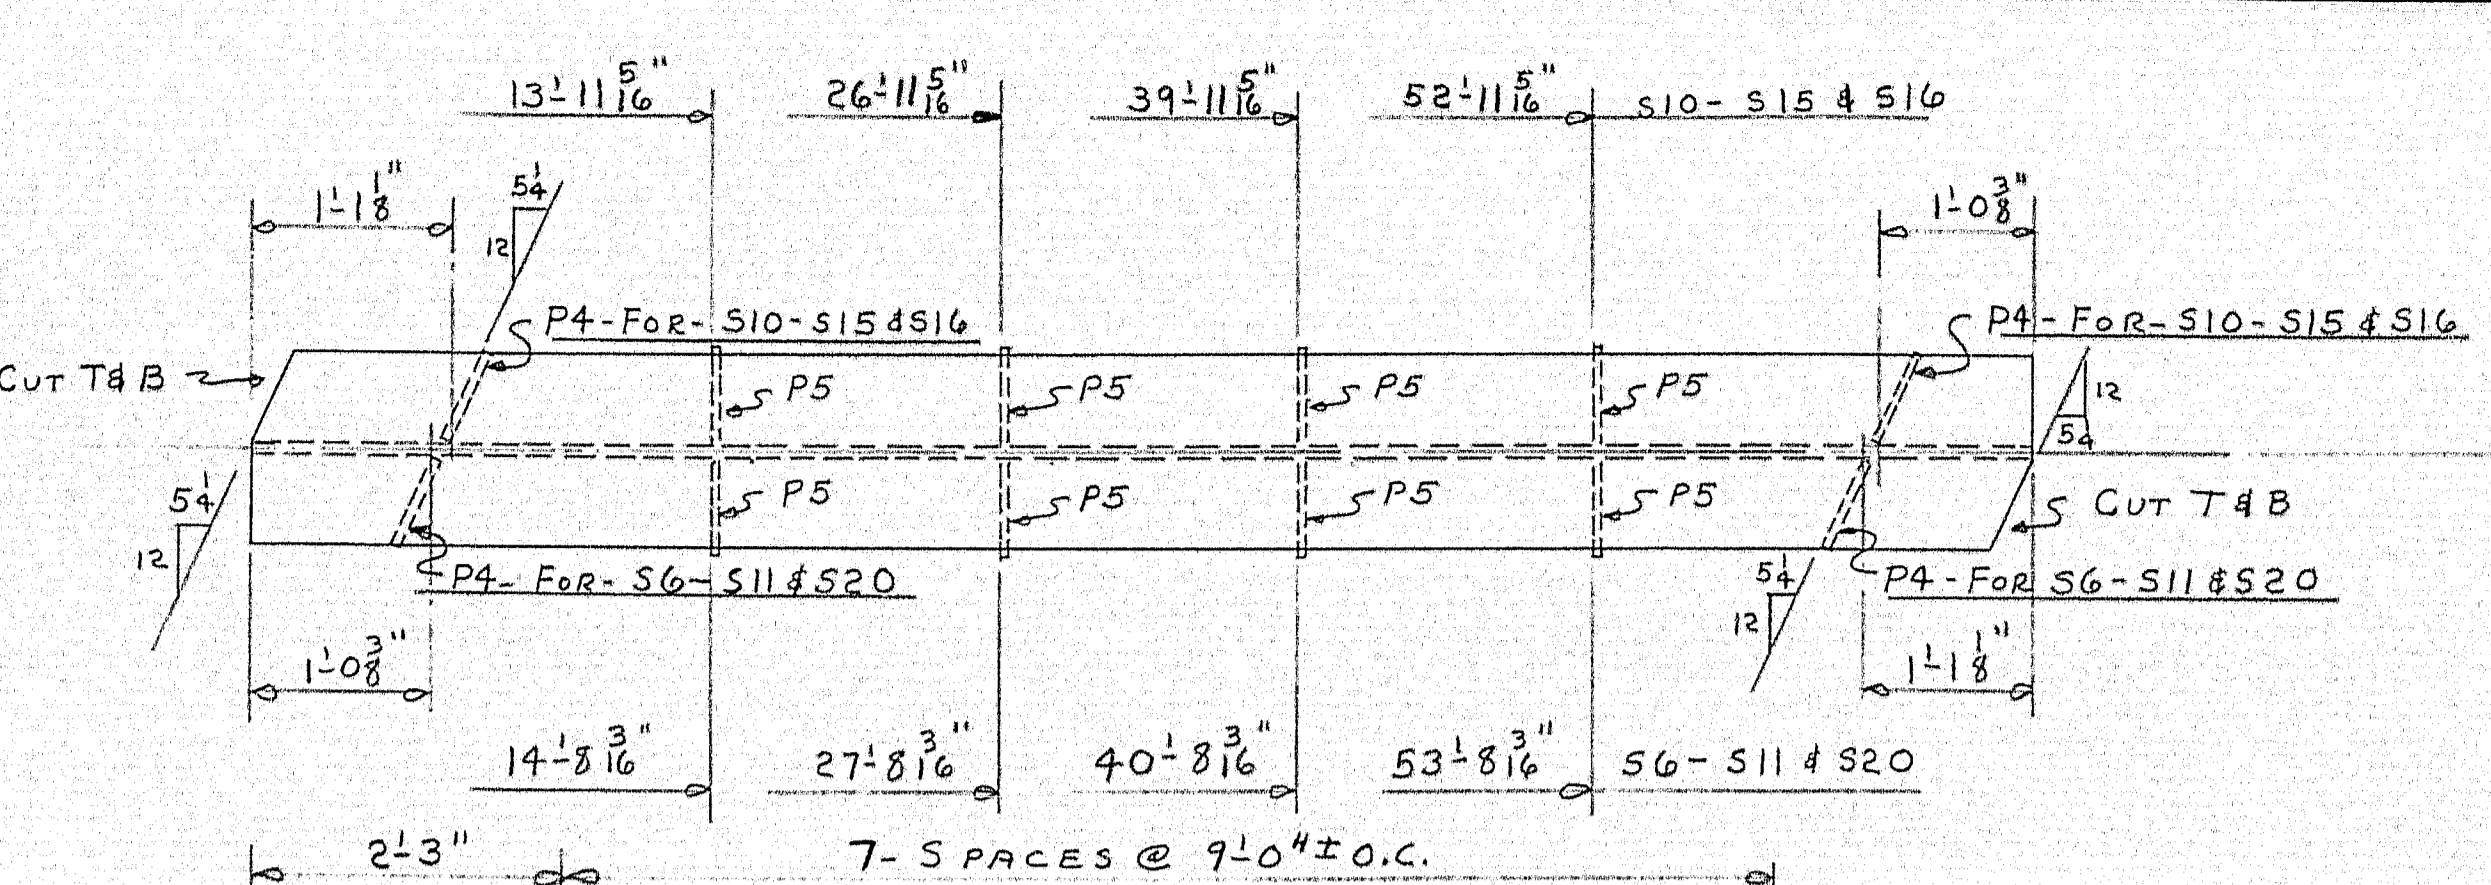 13'-11 5/16" 26'-11 5/16" 39'-11 5/16" 52'-11 5/16" S10- S15 & S16
1'-1 1/8" 5 1/4 1'-0 3/8"
12
P4-FOR- S10-S15 & S16 P4-FOR-S10-S15 & S16
CUT T & B P5 P5 P5 P5 12
5 1/4
5 1/4 P5 P5 P5 P5 CUT T & B
12
P4-FOR- S6-S11 & S20 5 1/4 P4-FOR S6-S11 & S20
12
1'-0 3/8" 1'-1 1/8"
14'-8 3/16" 27'-8 3/16" 40'-8 3/16" 53'-8 3/16" S6- S11 & S20
2'-3" 7- SPACES @ 9'-0"± O.C.